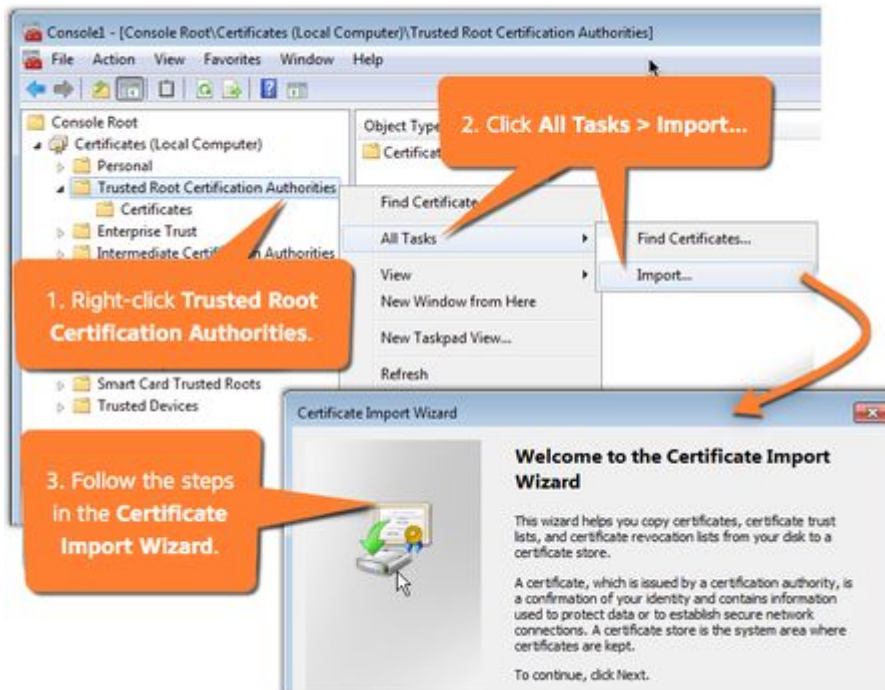 Console1 - [Console Root\Certificates (Local Computer)\Trusted Root Certification Authorities]
File Action View Favorites Window Help
Console Root
Certificates (Local Computer)
Personal
Trusted Root Certification Authorities
Certificates
Enterprise Trust
Intermediate Certification Authorities
Smart Card Trusted Roots
Trusted Devices
Object Type
Certificat
2. Click All Tasks > Import...
Find Certificate
All Tasks
View
New Window from Here
New Taskpad View...
Refresh
Find Certificates...
Import...
1. Right-click Trusted Root
Certification Authorities.
3. Follow the steps
in the Certificate
Import Wizard.
Certificate Import Wizard
Welcome to the Certificate Import
Wizard
This wizard helps you copy certificates, certificate trust
lists, and certificate revocation lists from your disk to a
certificate store.
A certificate, which is issued by a certification authority, is
a confirmation of your identity and contains information
used to protect data or to establish secure network
connections. A certificate store is the system area where
certificates are kept.
To continue, click Next.